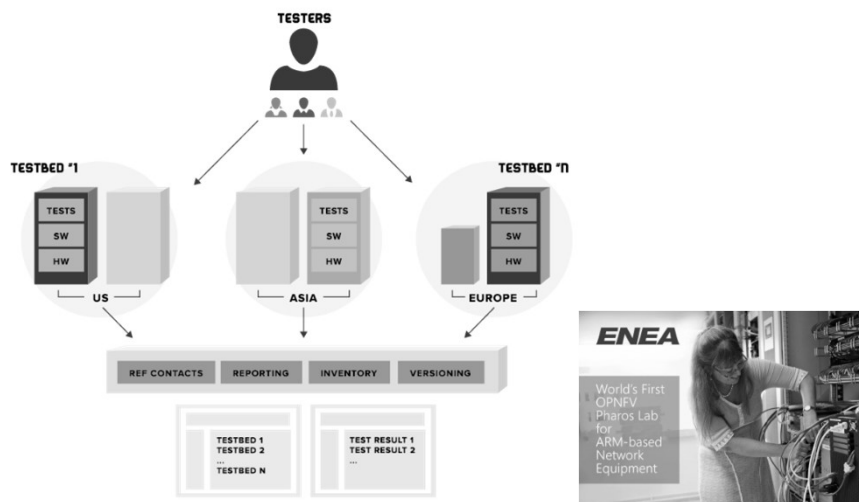 TESTERS
TESTBED #1
TESTBED #N
TESTS
SW
HW
TESTS
SW
HW
TESTS
SW
HW
US
ASIA
EUROPE
REF CONTACTS
REPORTING
INVENTORY
VERSIONING
TESTBED 1
TESTBED 2
...
TESTBED N
TEST RESULT 1
TEST RESULT 2
...
ENEA
World's First
OPNFV
Pharos Lab
for
ARM-based
Network
Equipment